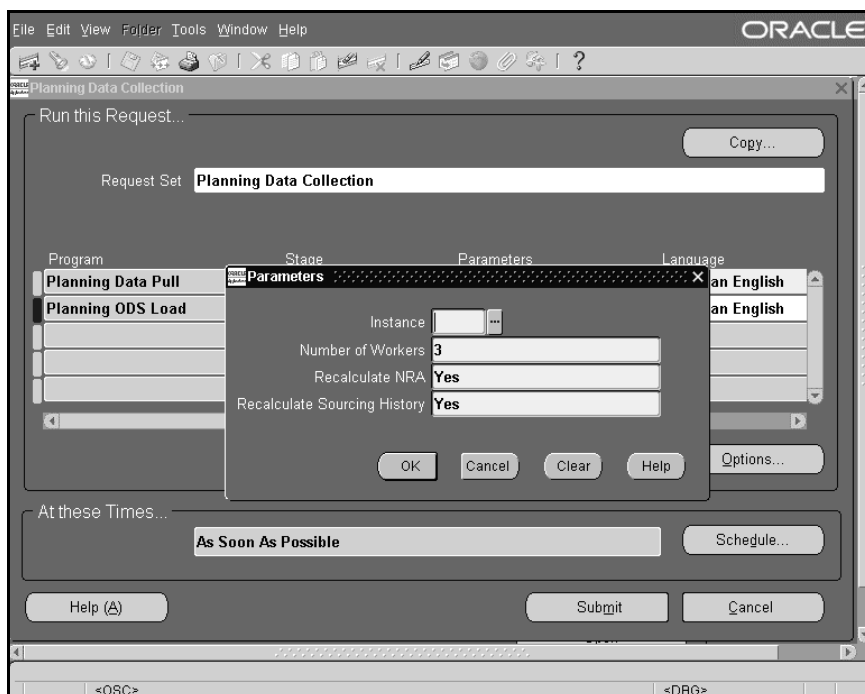 File Edit View Folder Tools Window Help
ORACLE
Planning Data Collection
Run this Request...
Copy...
Request Set Planning Data Collection
Program Stage Parameters Language
Planning Data Pull an English
Planning ODS Load an English
Parameters
Instance
Number of Workers 3
Recalculate NRA Yes
Recalculate Sourcing History Yes
OK Cancel Clear Help
Options...
At these Times...
As Soon As Possible
Schedule...
Help (A) Submit Cancel
<OSC> <DBG>